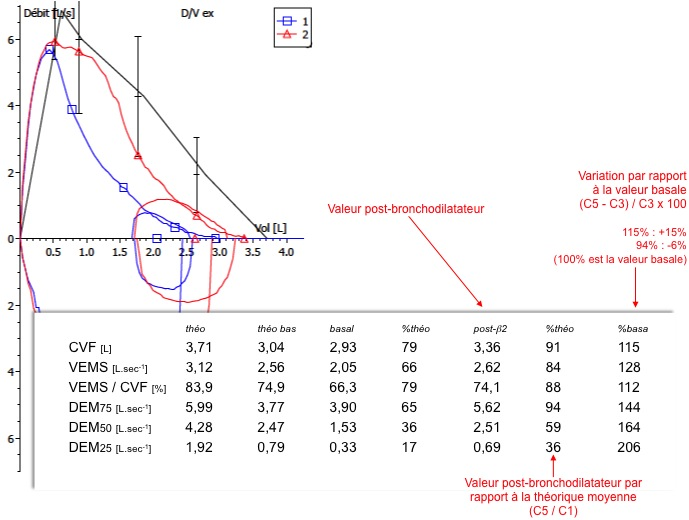 Débit [L/s]
D/V ex
1
2
6
4
2
0
2
4
6
0.5 1.0 1.5 2.0 2.5 3.0 3.5 4.0
Vol [L]
Valeur post-bronchodilatateur
Variation par rapport
à la valeur basale
(C5 - C3) / C3 x 100
115% : +15%
94% : -6%
(100% est la valeur basale)
théo théo bas basal %théo post-β2 %théo %basa
CVF [L] 3,71 3,04 2,93 79 3,36 91 115
VEMS [L.sec-1] 3,12 2,56 2,05 66 2,62 84 128
VEMS / CVF [%] 83,9 74,9 66,3 79 74,1 88 112
DEM75 [L.sec-1] 5,99 3,77 3,90 65 5,62 94 144
DEM50 [L.sec-1] 4,28 2,47 1,53 36 2,51 59 164
DEM25 [L.sec-1] 1,92 0,79 0,33 17 0,69 36 206
Valeur post-bronchodilatateur par
rapport à la théorique moyenne
(C5 / C1)